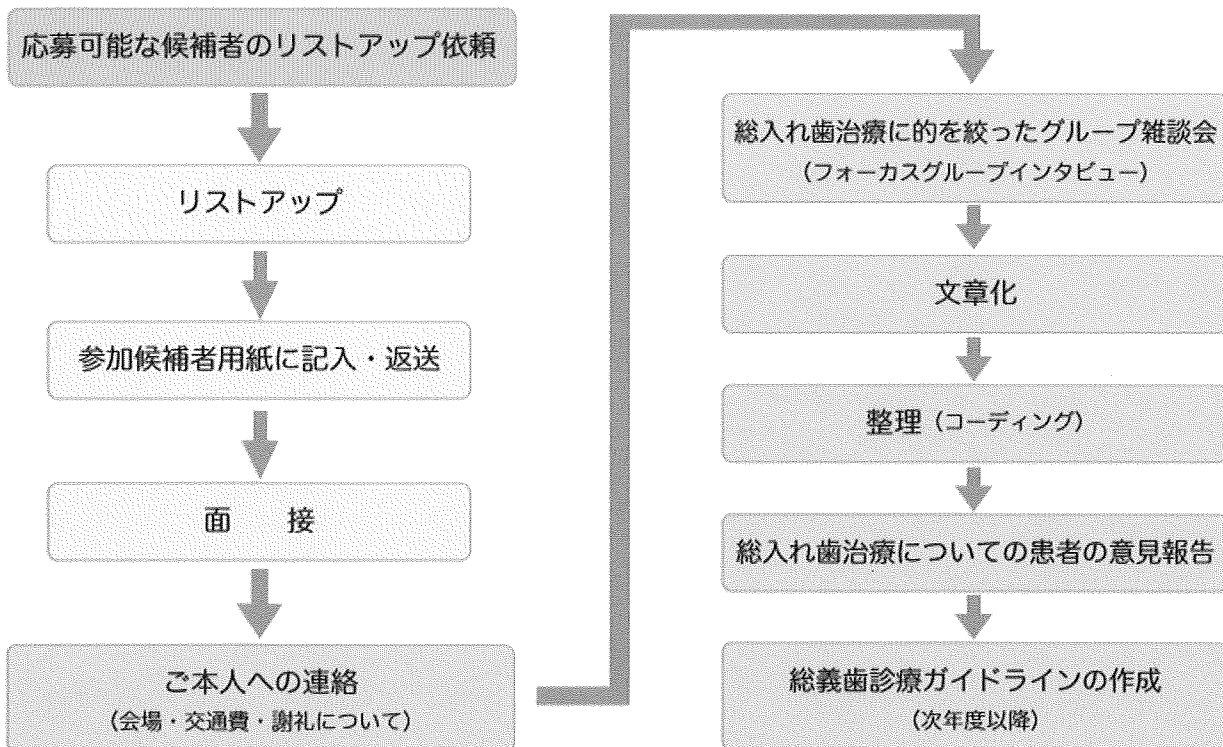 応募可能な候補者のリストアップ依頼
リストアップ
参加候補者用紙に記入・返送
面　　接
ご本人への連絡
(会場・交通費・謝礼について)
総入れ歯治療に的を絞ったグループ雑談会
(フォーカスグループインタビュー)
文章化
整理(コーディング)
総入れ歯治療についての患者の意見報告
総義歯診療ガイドラインの作成
(次年度以降)